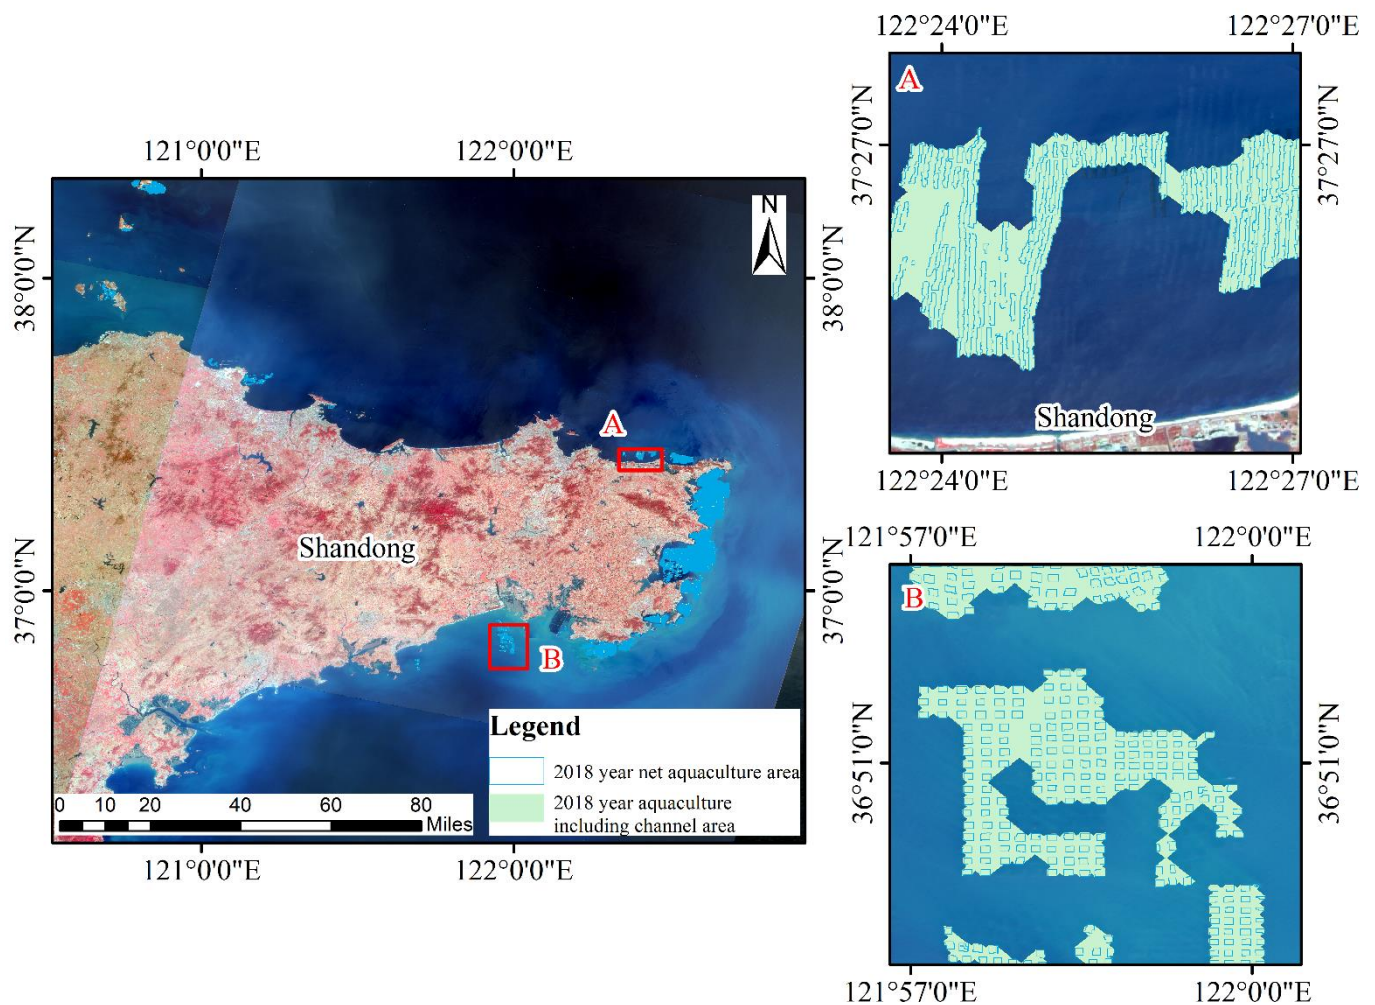 121°0'0"E
122°0'0"E
38°0'0"N
38°0'0"N
37°0'0"N
37°0'0"N
N
A
Shandong
B
Legend
2018 year net aquaculture area
2018 year aquaculture
including channel area
0 10 20 40 60 80
Miles
121°0'0"E
122°0'0"E
122°24'0"E
122°27'0"E
A
37°27'0"N
37°27'0"N
Shandong
122°24'0"E
122°27'0"E
121°57'0"E
122°0'0"E
B
36°51'0"N
36°51'0"N
121°57'0"E
122°0'0"E